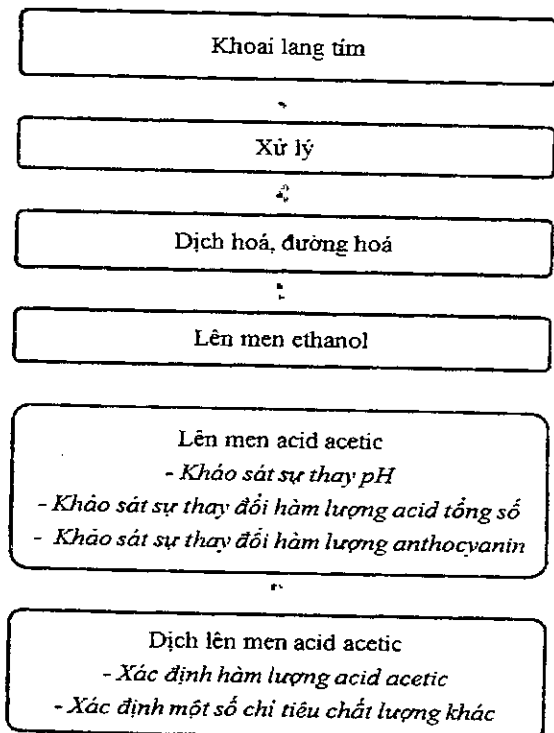 Khoai lang tím
Xử lý
Dịch hoá, đường hoá
Lên men ethanol
Lên men acid acetic
- Khảo sát sự thay pH
- Khảo sát sự thay đổi hàm lượng acid tổng số
- Khảo sát sự thay đổi hàm lượng anthocyanin
Dịch lên men acid acetic
- Xác định hàm lượng acid acetic
- Xác định một số chỉ tiêu chất lượng khác